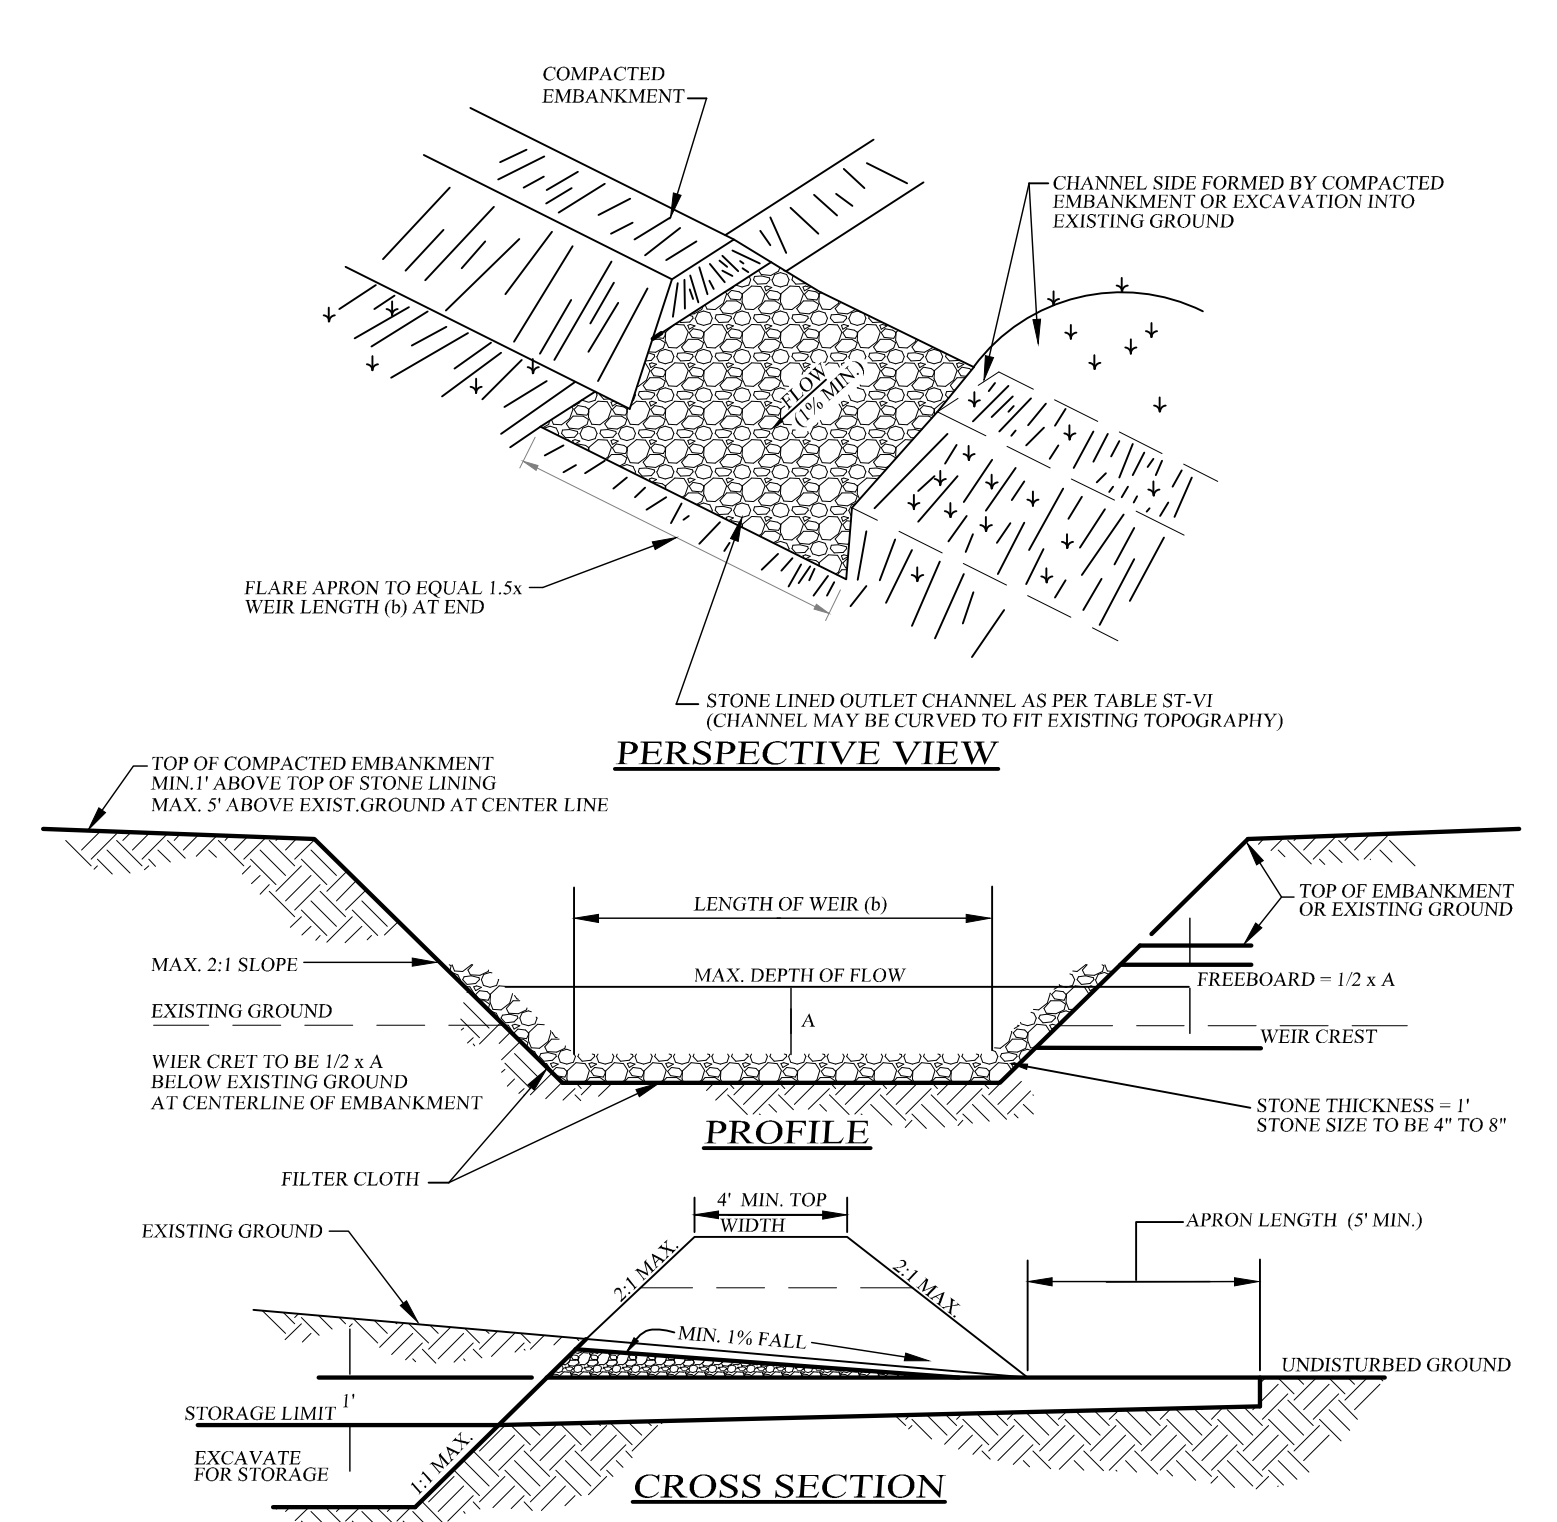 COMPACTED
EMBANKMENT
CHANNEL SIDE FORMED BY COMPACTED
EMBANKMENT OR EXCAVATION INTO
EXISTING GROUND
FLOW
(1% MIN.)
FLARE APRON TO EQUAL 1.5x
WEIR LENGTH (b) AT END
STONE LINED OUTLET CHANNEL AS PER TABLE ST-VI
(CHANNEL MAY BE CURVED TO FIT EXISTING TOPOGRAPHY)
PERSPECTIVE VIEW
TOP OF COMPACTED EMBANKMENT
MIN.1' ABOVE TOP OF STONE LINING
MAX. 5' ABOVE EXIST.GROUND AT CENTER LINE
LENGTH OF WEIR (b)
TOP OF EMBANKMENT
OR EXISTING GROUND
MAX. 2:1 SLOPE
MAX. DEPTH OF FLOW
FREEBOARD = 1/2 x A
EXISTING GROUND
A
WEIR CREST
WIER CRET TO BE 1/2 x A
BELOW EXISTING GROUND
AT CENTERLINE OF EMBANKMENT
STONE THICKNESS = 1'
STONE SIZE TO BE 4" TO 8"
PROFILE
FILTER CLOTH
4' MIN. TOP
WIDTH
APRON LENGTH (5' MIN.)
EXISTING GROUND
2:1 MAX.
2:1 MAX.
MIN. 1% FALL
UNDISTURBED GROUND
1'
STORAGE LIMIT
EXCAVATE
FOR STORAGE
1:1 MAX.
CROSS SECTION